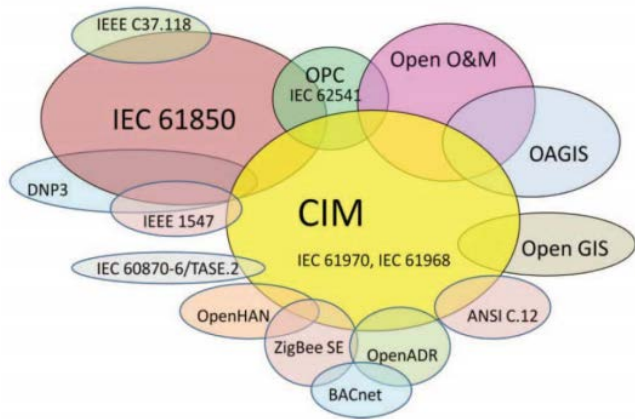 IEEE C37.118
OPC
IEC 62541
Open O&M
IEC 61850
OAGIS
DNP3
IEEE 1547
CIM
IEC 61970, IEC 61968
Open GIS
IEC 60870-6/TASE.2
OpenHAN
ANSI C.12
ZigBee SE
OpenADR
BACnet